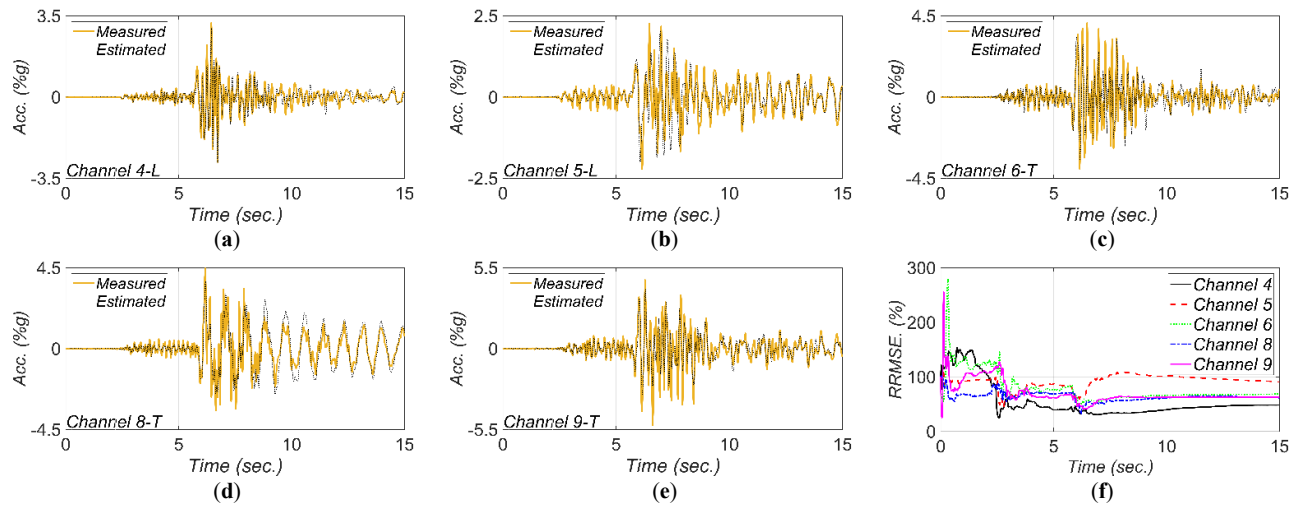 3.5
Measured
Estimated
Acc. (%g)
0
-3.5
Channel 4-L
0 5 10 15
Time (sec.)
(a)
2.5
Measured
Estimated
Acc. (%g)
0
-2.5
Channel 5-L
0 5 10 15
Time (sec.)
(b)
4.5
Measured
Estimated
Acc. (%g)
0
-4.5
Channel 6-T
0 5 10 15
Time (sec.)
(c)
4.5
Measured
Estimated
Acc. (%g)
0
-4.5
Channel 8-T
0 5 10 15
Time (sec.)
(d)
5.5
Measured
Estimated
Acc. (%g)
0
-5.5
Channel 9-T
0 5 10 15
Time (sec.)
(e)
300
Channel 4
Channel 5
Channel 6
Channel 8
Channel 9
200
RRMSE. (%)
100
0
0 5 10 15
Time (sec.)
(f)